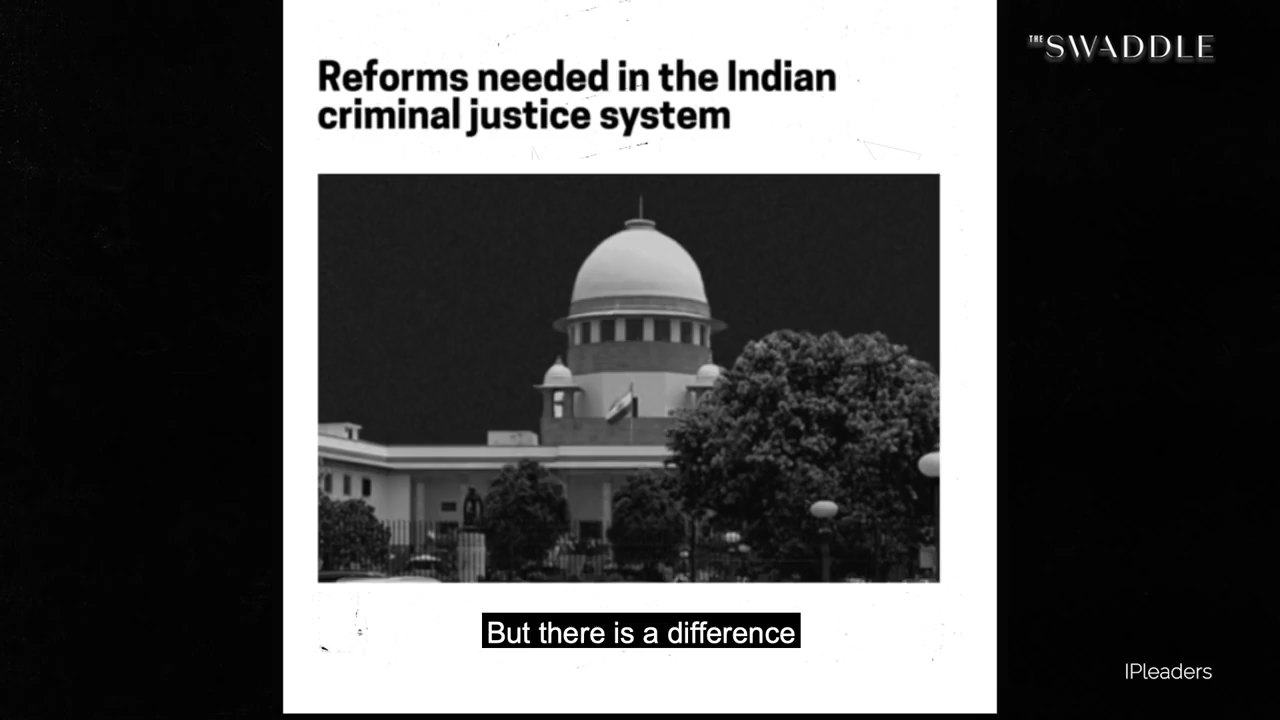 THE SWADDLE
Reforms needed in the Indian
criminal justice system
But there is a difference
IPleaders